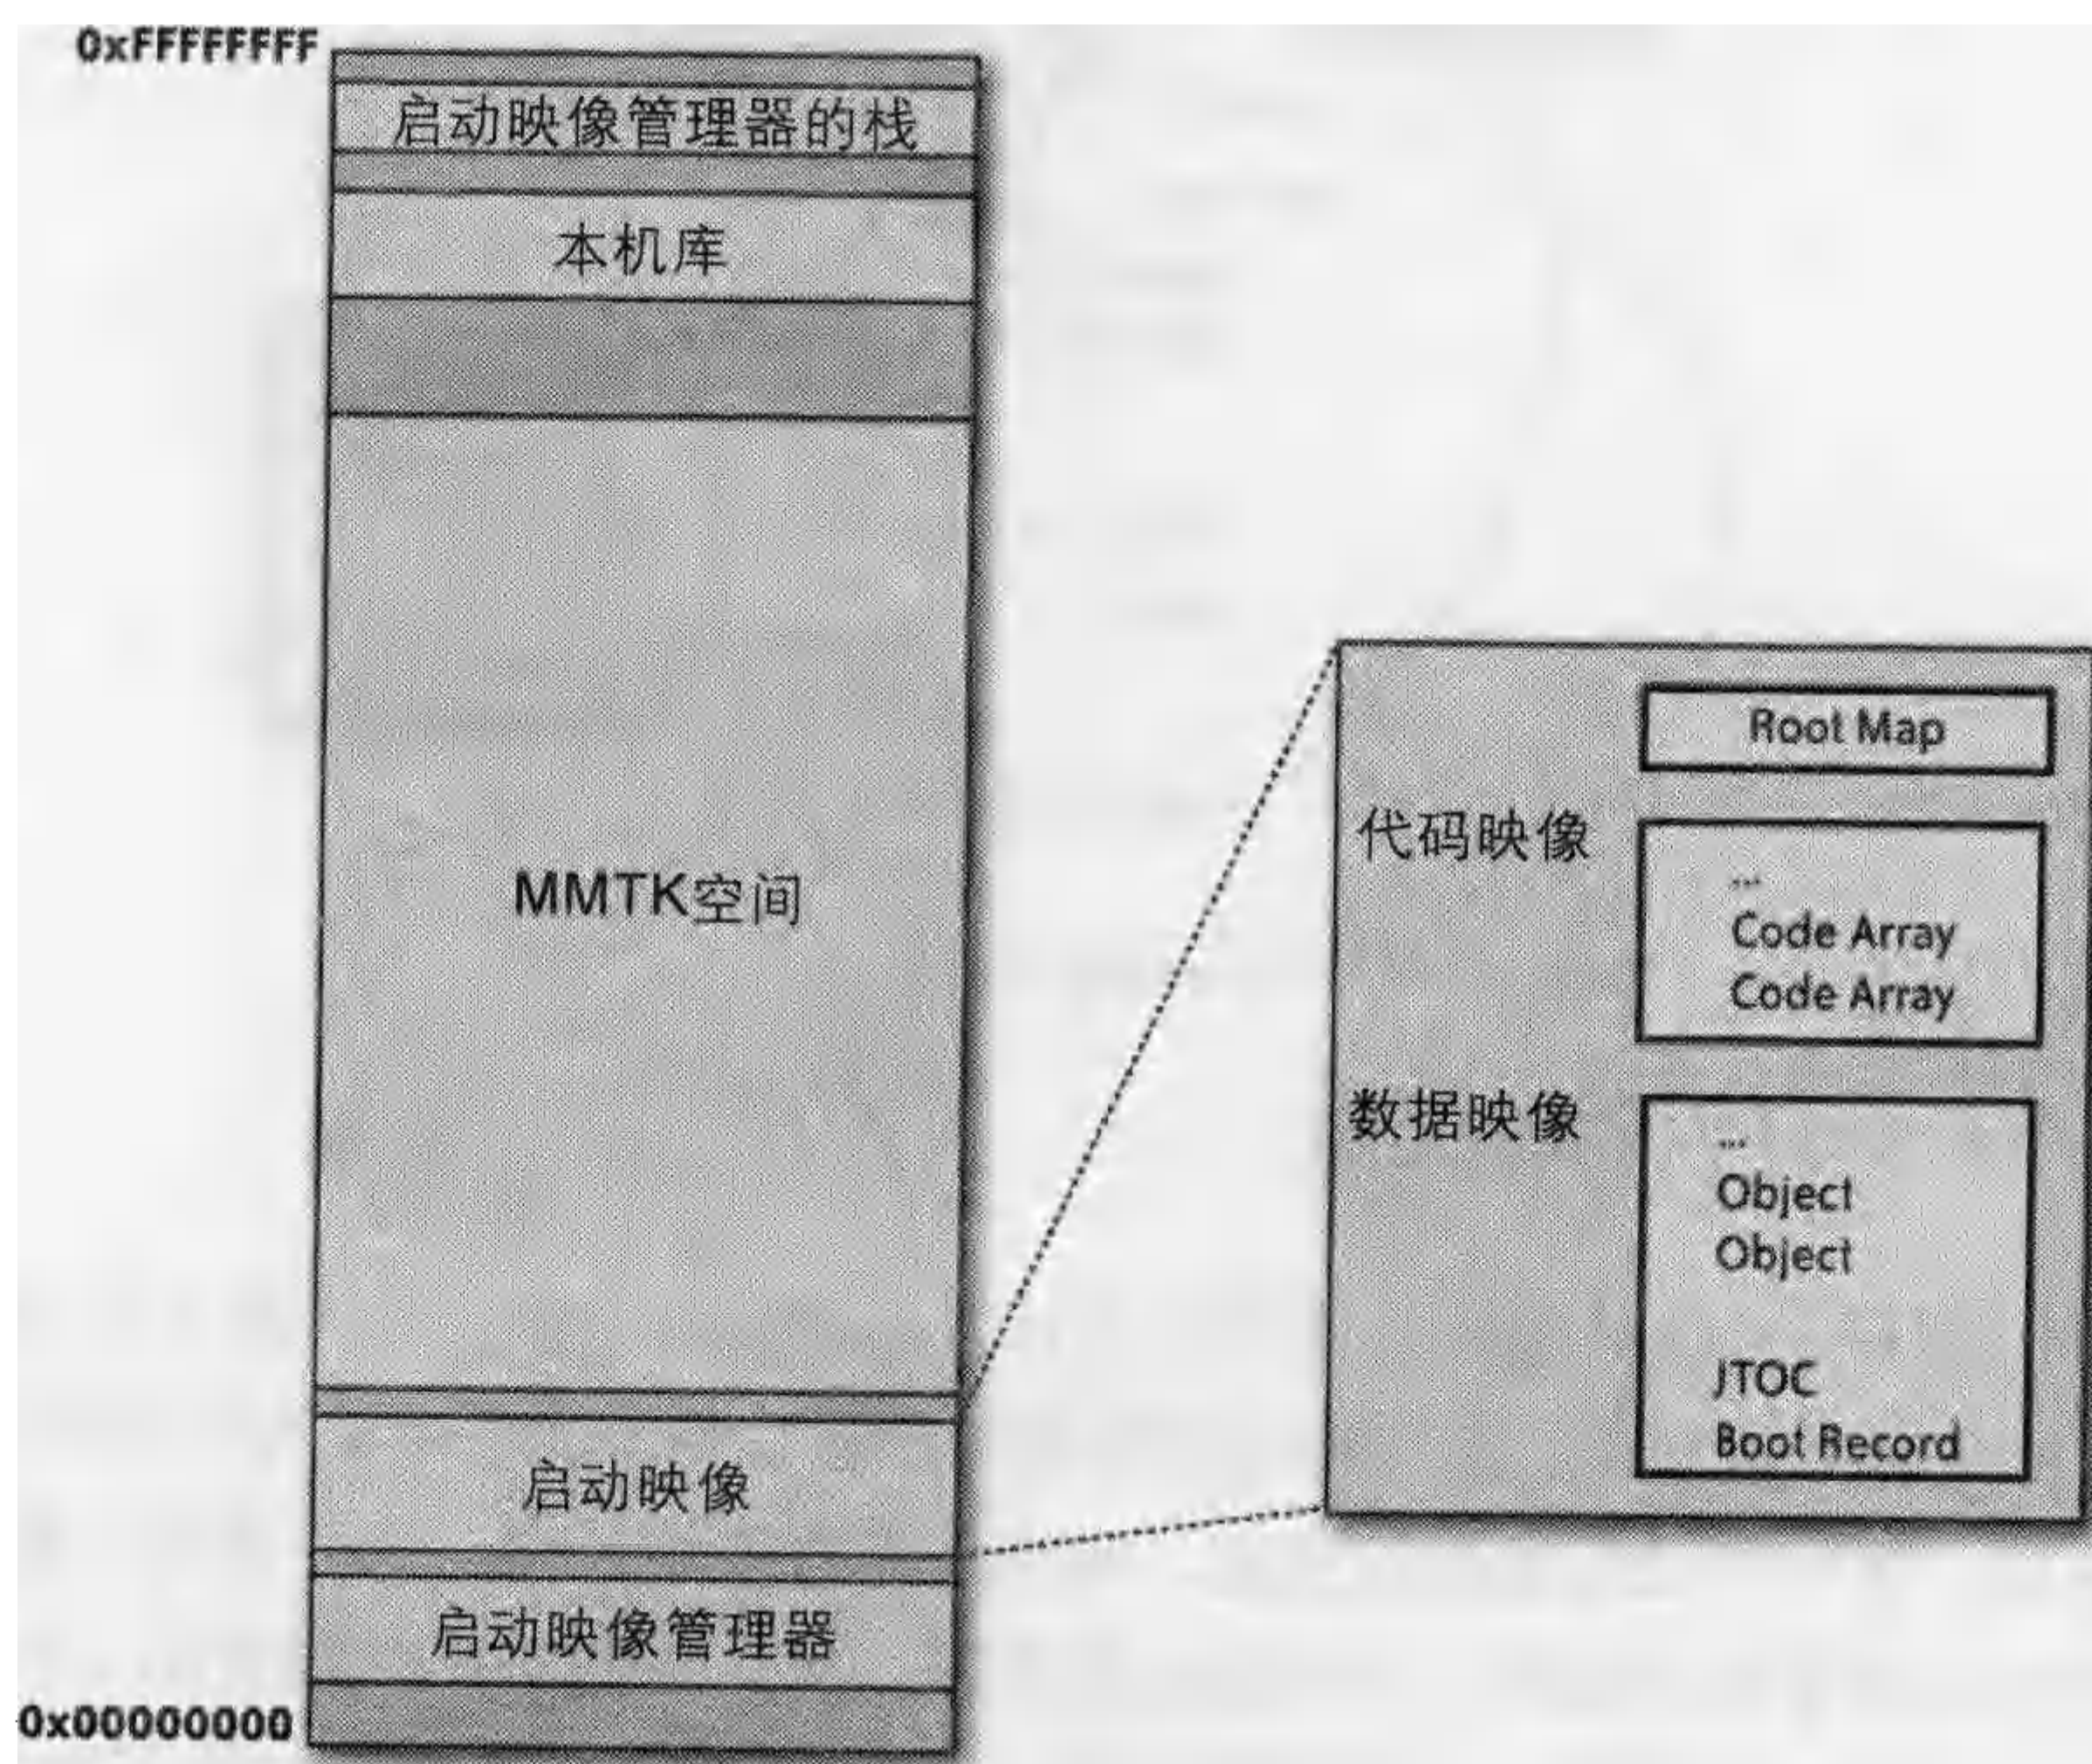 0xFFFFFFFF
启动映像管理器的栈
本机库
MMTK空间
启动映像
启动映像管理器
0x00000000
Root Map
代码映像
...
Code Array
Code Array
数据映像
...
Object
Object
JTOC
Boot Record